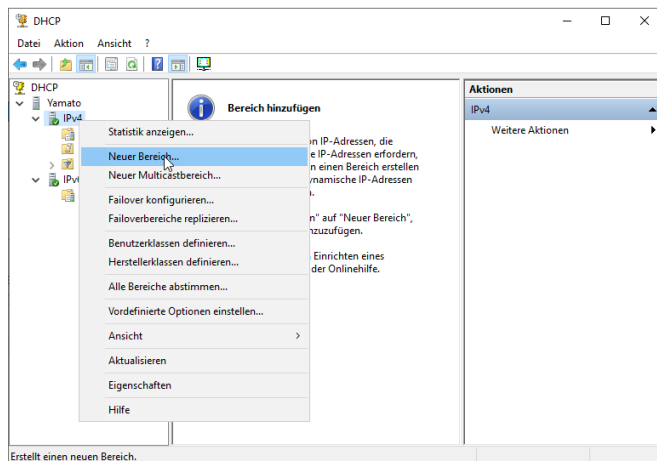 DHCP
Datei Aktion Ansicht ?
DHCP
Yamato
IPv4
Statistik anzeigen...
Neuer Bereich...
Neuer Multicastbereich...
Failover konfigurieren...
Failoverbereiche replizieren...
Benutzerklassen definieren...
Herstellerklassen definieren...
Alle Bereiche abstimmen...
Vordefinierte Optionen einstellen...
Ansicht
Aktualisieren
Eigenschaften
Hilfe
Bereich hinzufügen
IP-Adressen, die
IP-Adressen erfordern,
einen Bereich erstellen
IP-Adressen
" auf "Neuer Bereich",
Einrichten eines
der Onlinehilfe.
Aktionen
IPv4
Weitere Aktionen
Erstellt einen neuen Bereich.